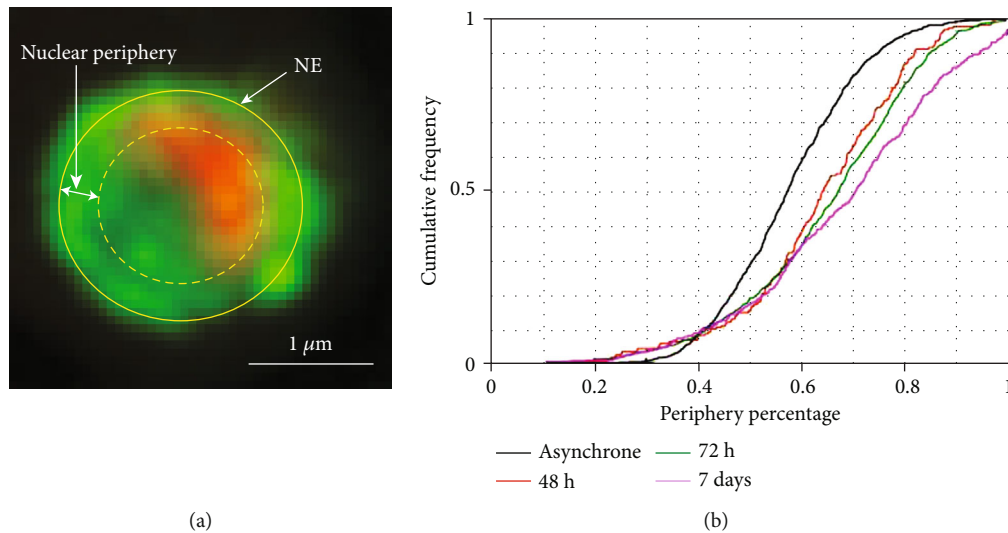 Nuclear periphery
NE
1 μm
(a)
Cumulative frequency
1
0.5
0
0
0.2
0.4
0.6
0.8
1
Periphery percentage
Asynchrone
48 h
72 h
7 days
(b)